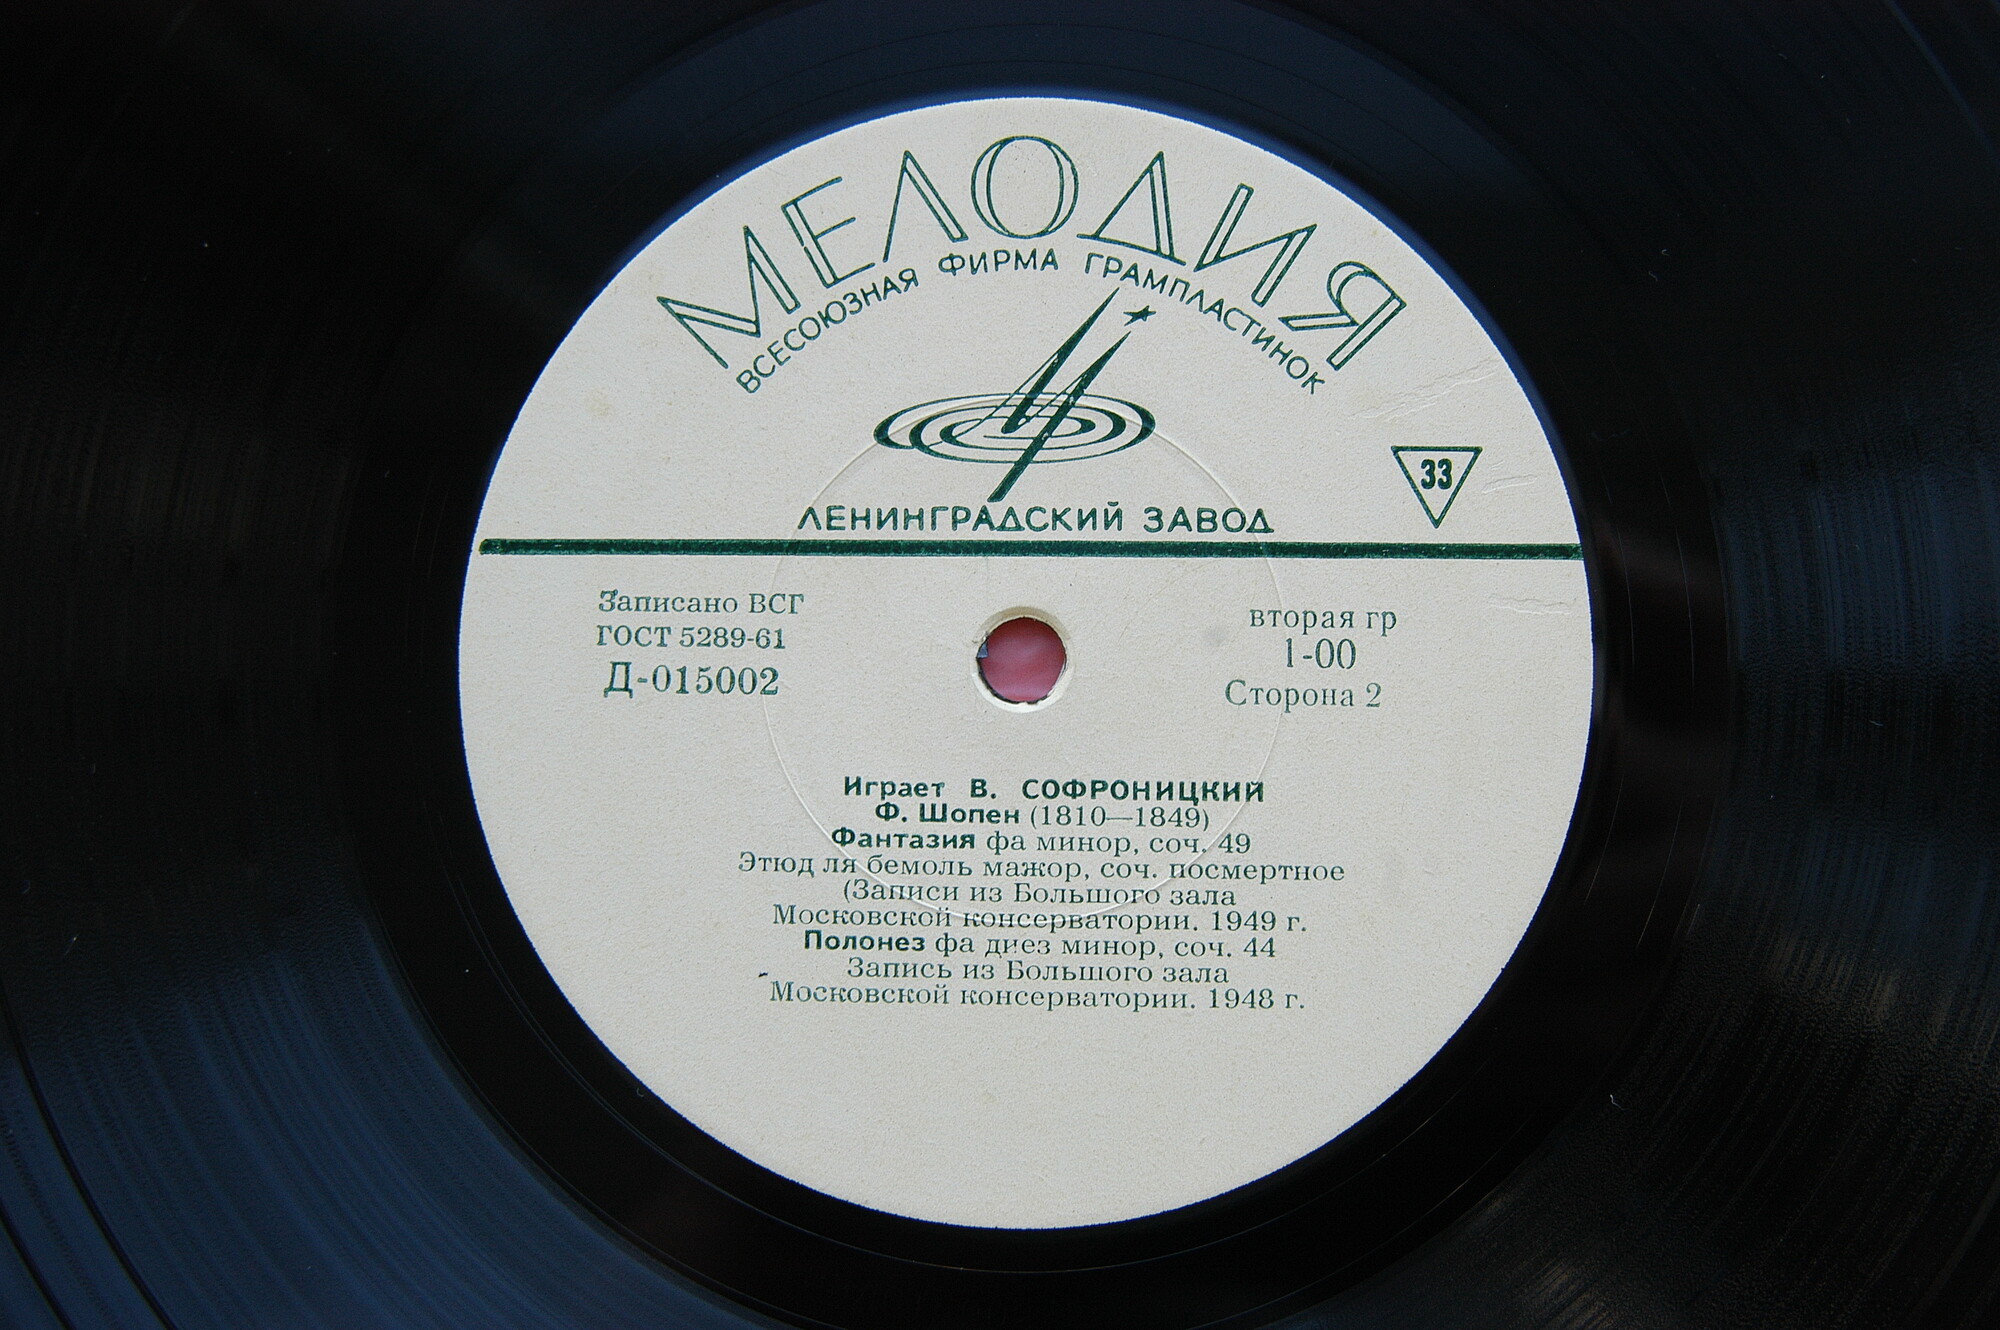 МЕЛОДИЯ
ВСЕСОЮЗНАЯ ФИРМА ГРАМПЛАСТИНОК
33
ЛЕНИНГРАДСКИЙ ЗАВОД
Записано ВСГ
ГОСТ 5289-61
Д-015002
вторая гр
1-00
Сторона 2
Играет В. СОФРОНИЦКИЙ
Ф. Шопен (1810—1849)
Фантазия фа минор, соч. 49
Этюд ля бемоль мажор, соч. посмертное
(Записи из Большого зала
Московской консерватории. 1949 г.
Полонез фа диез минор, соч. 44
Запись из Большого зала
Московской консерватории. 1948 г.